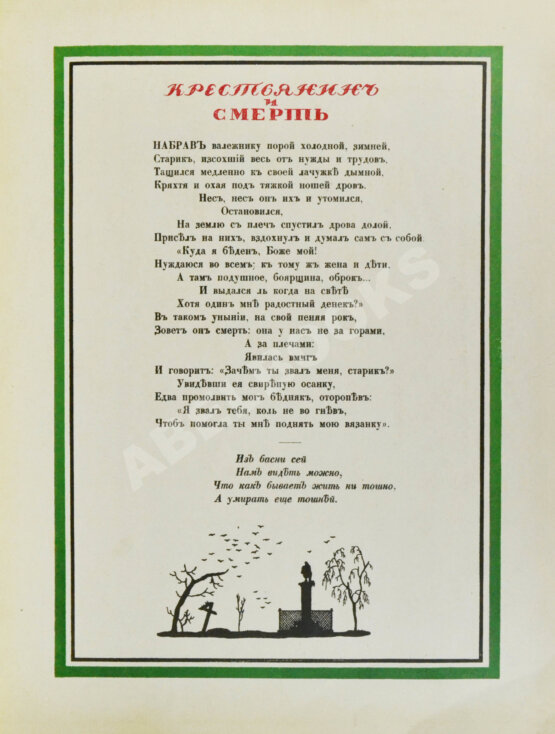 КРЕСТЬЯНИНЪ
И
СМЕРТЬ
НАБРАВЪ валежнику порой холодной, зимней,
Старикъ, изсохшій весь отъ нужды и трудовъ,
Тащился медленно къ своей лачужкѣ дымной,
Кряхтя и охая подъ тяжкой ношей дровъ.
Несъ, несъ онъ ихъ и утомился,
Остановился,
На землю съ плечъ спустилъ дрова долой,
Присѣлъ на нихъ, вздохнулъ и думалъ самъ съ собой
«Куда я бѣденъ, Боже мой!
Нуждаюся во всемъ; къ тому жъ жена и дѣти,
А тамъ подушное, боярщина, оброкъ...
И выдался ль когда на свѣтѣ
Хотя одинъ мнѣ радостный денекъ?»
Въ такомъ уныніи, на свой пеняя рокъ,
Зоветъ онъ смерть: она у насъ не за горами,
А за плечами:
Явилась вмигъ
И говоритъ: «Зачѣмъ ты звалъ меня, старикъ?»
Увидѣвши ея свирѣпую осанку,
Едва промолвить могъ бѣднякъ, оторопѣвъ:
«Я звалъ тебя, коль не во гнѣвъ,
Чтобъ помогла ты мнѣ поднять мою вязанку».
Изъ басни сей
Намъ видѣть можно,
Что какъ бываетъ жить ни тошно,
А умирать еще тошнѣй.